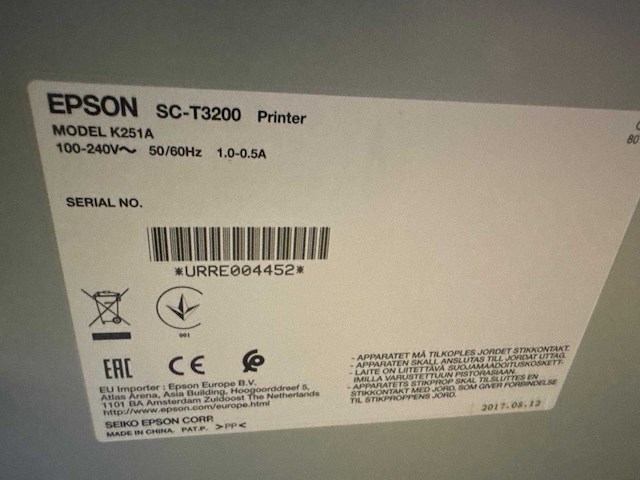 EPSON SC-T3200 Printer
MODEL K251A
100-240V～ 50/60Hz 1.0-0.5A
SERIAL NO.
*URRE004452*
001
EAC CE
EU Importer : Epson Europe B.V.
Atlas Arena, Asia Building, Hoogoorddreef 5,
1101 BA Amsterdam Zuidoost The Netherlands
http://www.epson.com/europe.html
SEIKO EPSON CORP.
MADE IN CHINA. PAT.P. >PP<
- APPARATET MÅ TILKOPLES JORDET STIKKONTAKT.
- APPARATEN SKALL ANSLUTAS TILL JORDAT UTTAG.
- LAITE ON LIITETTÄVÄ SUOJAMAADOITUSKOSKETT-
IMILLA VARUSTETTUUN PISTORASIAAN.
- APPARATETS STIKPROP SKAL TILSLUTTES EN
STIKKONTAKT MED JORD, SOM GIVER FORBINDELSE
TIL STIKPROPPENS JORD.
2017.08.12
80